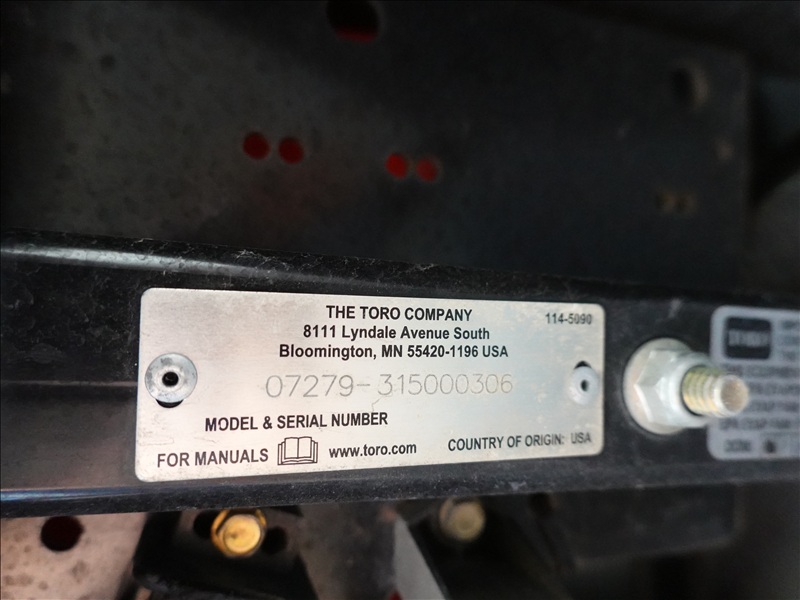 THE TORO COMPANY
114-5090
8111 Lyndale Avenue South
Bloomington, MN 55420-1196 USA
07279-315000306
MODEL & SERIAL NUMBER
FOR MANUALS www.toro.com
COUNTRY OF ORIGIN: USA